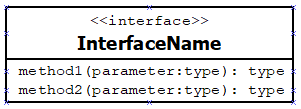 <<interface>>
InterfaceName
method1(parameter:type): type
method2(parameter:type): type